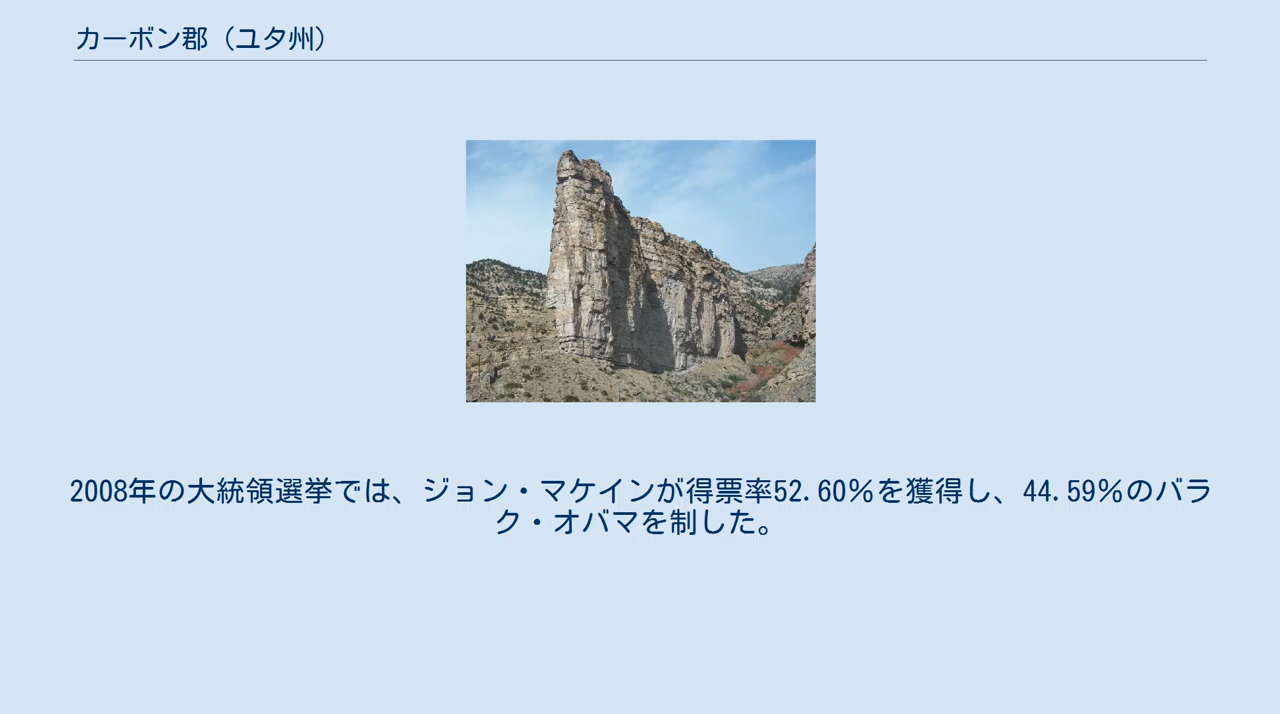 カーボン郡（ユタ州）
2008年の大統領選挙では、ジョン・マケインが得票率52.60％を獲得し、44.59％のバラ
ク・オバマを制した。